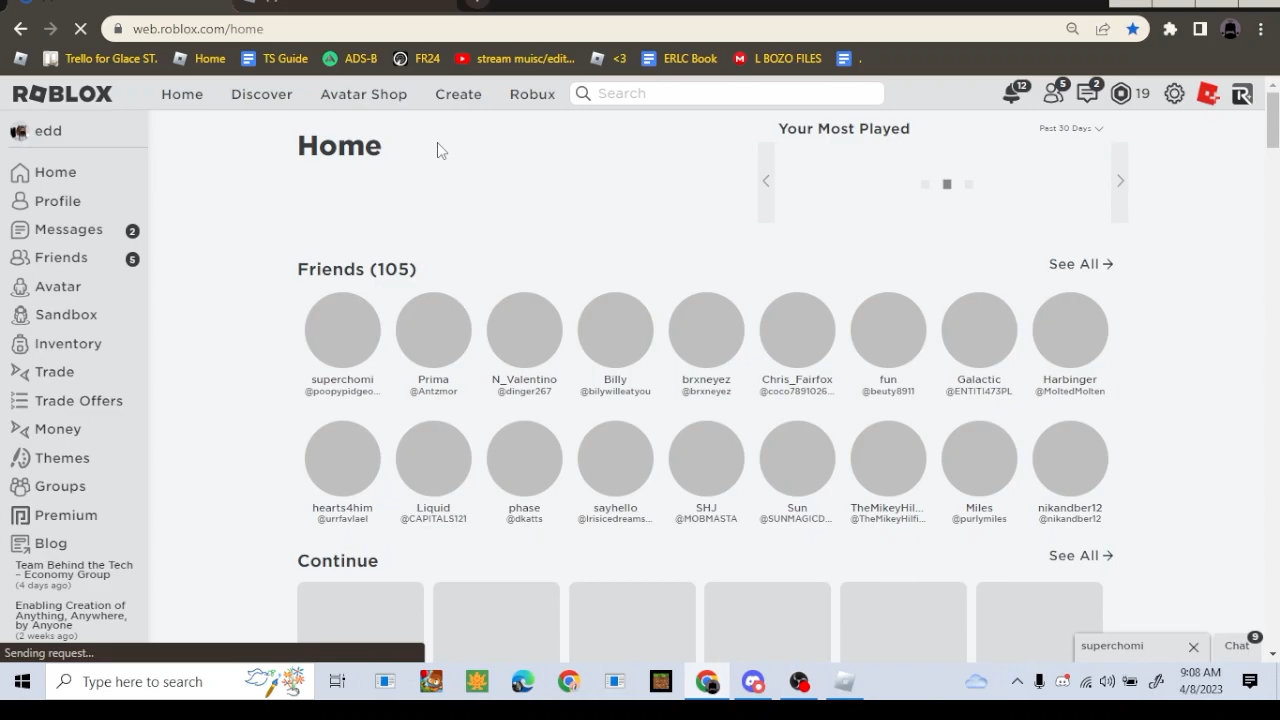 web.roblox.com/home
Trello for Glace ST.
Home
TS Guide
ADS-B
FR24
stream muisc/edit...
<3
ERLC Book
L BOZO FILES
.
ROBLOX
Home
Discover
Avatar Shop
Create
Robux
Search
12
5
2
19
edd
Home
Profile
Messages
2
Friends
5
Avatar
Sandbox
Inventory
Trade
Trade Offers
Money
Themes
Groups
Premium
Blog
Team Behind the Tech
– Economy Group
(4 days ago)
Enabling Creation of
Anything, Anywhere,
by Anyone
(2 weeks ago)
Home
Your Most Played
Past 30 Days
Friends (105)
See All
superchomi
@poopypidgeo...
Prima
@Antzmor
N_Valentino
@dinger267
Billy
@bilywilleatyou
brxneyez
@brxneyez
Chris_Fairfox
@coco7891026...
fun
@beuty8911
Galactic
@ENTITI473PL
Harbinger
@MoltedMolten
hearts4him
@urrfavlael
Liquid
@CAPITALS121
phase
@dkatts
sayhello
@Irisicedreams...
SHJ
@MOBMASTA
Sun
@SUNMAGICD...
TheMikeyHil...
@TheMikeyHilfi...
Miles
@purlymiles
nikandber12
@nikandber12
Continue
See All
superchomi
Chat
9
Sending request...
Type here to search
9:08 AM
4/8/2023